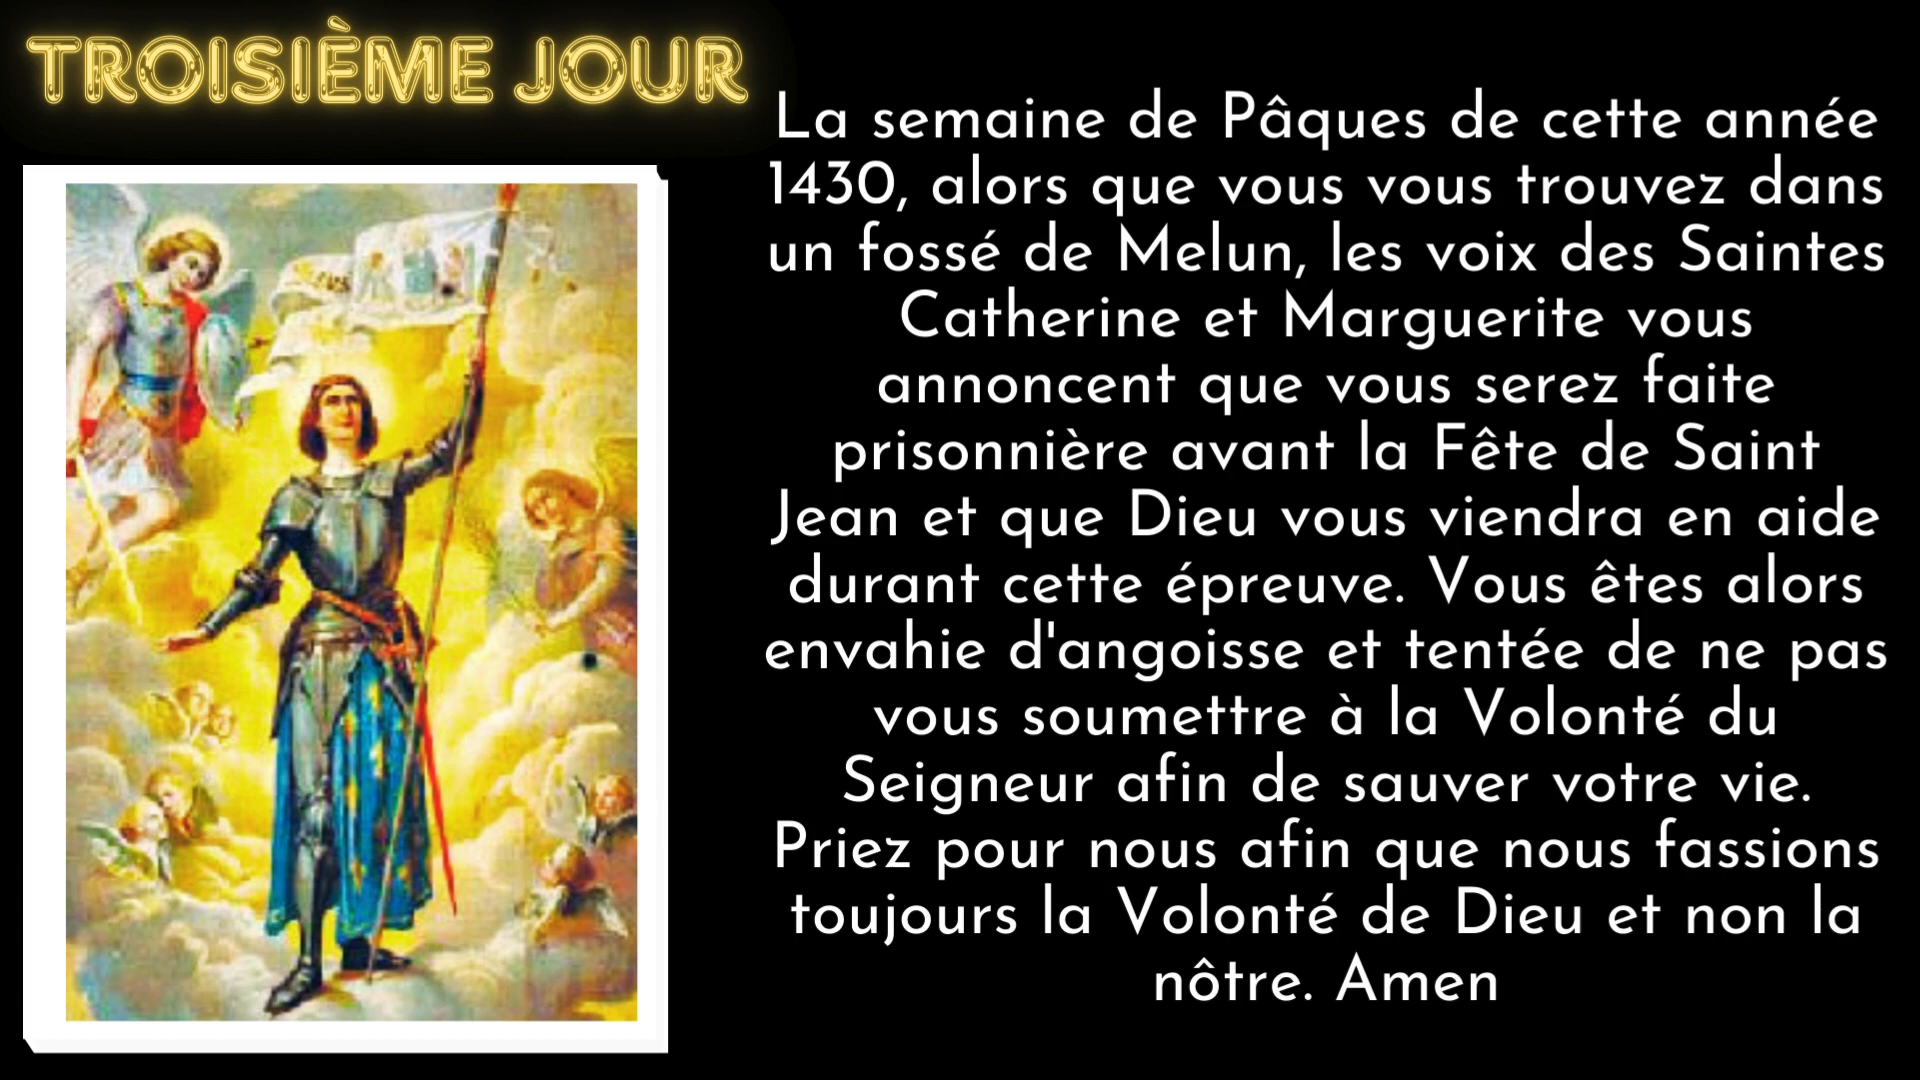 TROISIÈME JOUR
La semaine de Pâques de cette année
1430, alors que vous vous trouvez dans
un fossé de Melun, les voix des Saintes
Catherine et Marguerite vous
annoncent que vous serez faite
prisonnière avant la Fête de Saint
Jean et que Dieu vous viendra en aide
durant cette épreuve. Vous êtes alors
envahie d'angoisse et tentée de ne pas
vous soumettre à la Volonté du
Seigneur afin de sauver votre vie.
Priez pour nous afin que nous fassions
toujours la Volonté de Dieu et non la
nôtre. Amen